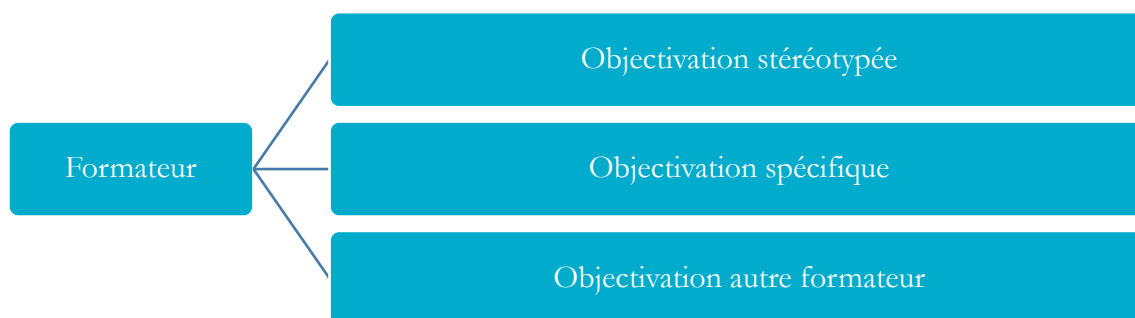 Objectivation stéréotypée
Formateur
Objectivation spécifique
Objectivation autre formateur